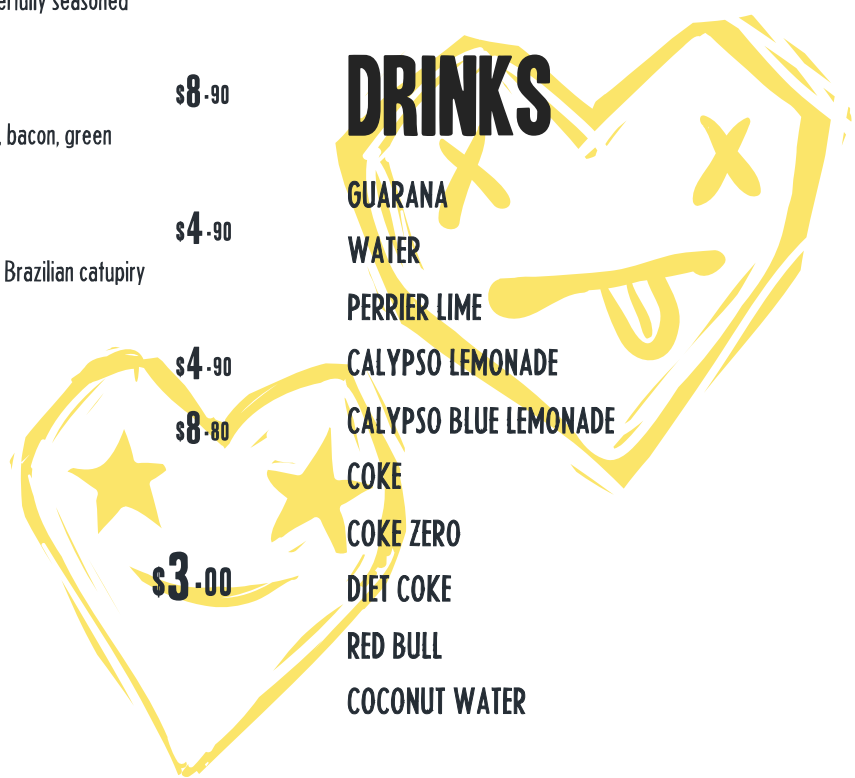 seasoned
$8.90
, bacon, green
$4.90
Brazilian catupiry
$4.90
$8.80
$3.00
DRINKS
GUARANA
WATER
PERRIER LIME
CALYPSO LEMONADE
CALYPSO BLUE LEMONADE
COKE
COKE ZERO
DIET COKE
RED BULL
COCONUT WATER